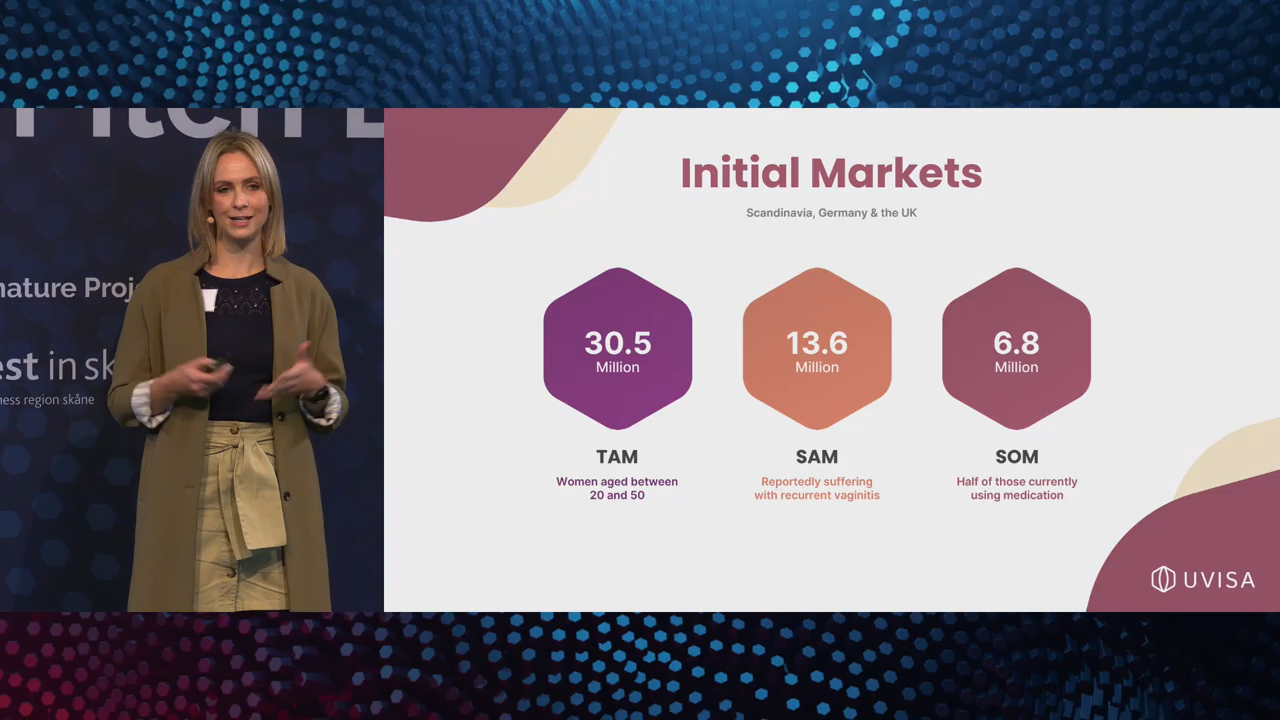 Pitch
nature Proje
est in sk
ness region skåne
Initial Markets
Scandinavia, Germany & the UK
30.5
Million
TAM
Women aged between
20 and 50
13.6
Million
SAM
Reportedly suffering
with recurrent vaginitis
6.8
Million
SOM
Half of those currently
using medication
UVISA